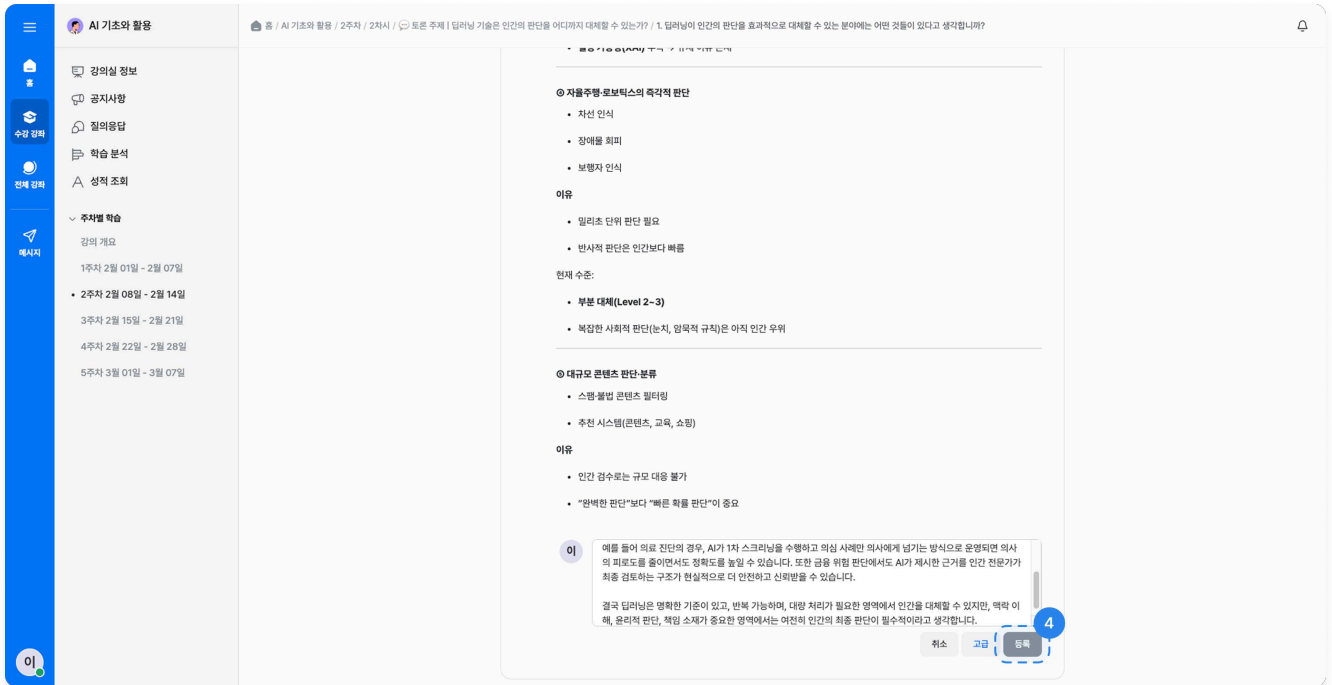 AI 기초와 활용
홈 / AI 기초와 활용 / 2주차 / 2차시 / 토론 주제 | 딥러닝 기술은 인간의 판단을 어디까지 대체할 수 있는가? / 1. 딥러닝이 인간의 판단을 효과적으로 대체할 수 있는 분야에는 어떤 것들이 있다고 생각합니까?
홈
수강 강좌
전체 강좌
메시지
이
강의실 정보
공지사항
질의응답
학습 분석
성적 조회
주차별 학습
강의 개요
1주차 2월 01일 - 2월 07일
2주차 2월 08일 - 2월 14일
3주차 2월 15일 - 2월 21일
4주차 2월 22일 - 2월 28일
5주차 3월 01일 - 3월 07일
④ 자율주행·로보틱스의 즉각적 판단
• 차선 인식
• 장애물 회피
• 보행자 인식
이유
• 밀리초 단위 판단 필요
• 반사적 판단은 인간보다 빠름
현재 수준:
• 부분 대체(Level 2~3)
• 복잡한 사회적 판단(눈치, 암묵적 규칙)은 아직 인간 우위
⑤ 대규모 콘텐츠 판단·분류
• 스팸·불법 콘텐츠 필터링
• 추천 시스템(콘텐츠, 교육, 쇼핑)
이유
• 인간 검수로는 규모 대응 불가
• "완벽한 판단"보다 "빠른 확률 판단"이 중요
이
예를 들어 의료 진단의 경우, AI가 1차 스크리닝을 수행하고 의심 사례만 의사에게 넘기는 방식으로 운영되면 의사
의 피로도를 줄이면서도 정확도를 높일 수 있습니다. 또한 금융 위험 판단에서도 AI가 제시한 근거를 인간 전문가가
최종 검토하는 구조가 현실적으로 더 안전하고 신뢰받을 수 있습니다.
결국 딥러닝은 명확한 기준이 있고, 반복 가능하며, 대량 처리가 필요한 영역에서 인간을 대체할 수 있지만, 맥락 이
해, 윤리적 판단, 책임 소재가 중요한 영역에서는 여전히 인간의 최종 판단이 필수적이라고 생각합니다.
4
취소
고급
등록